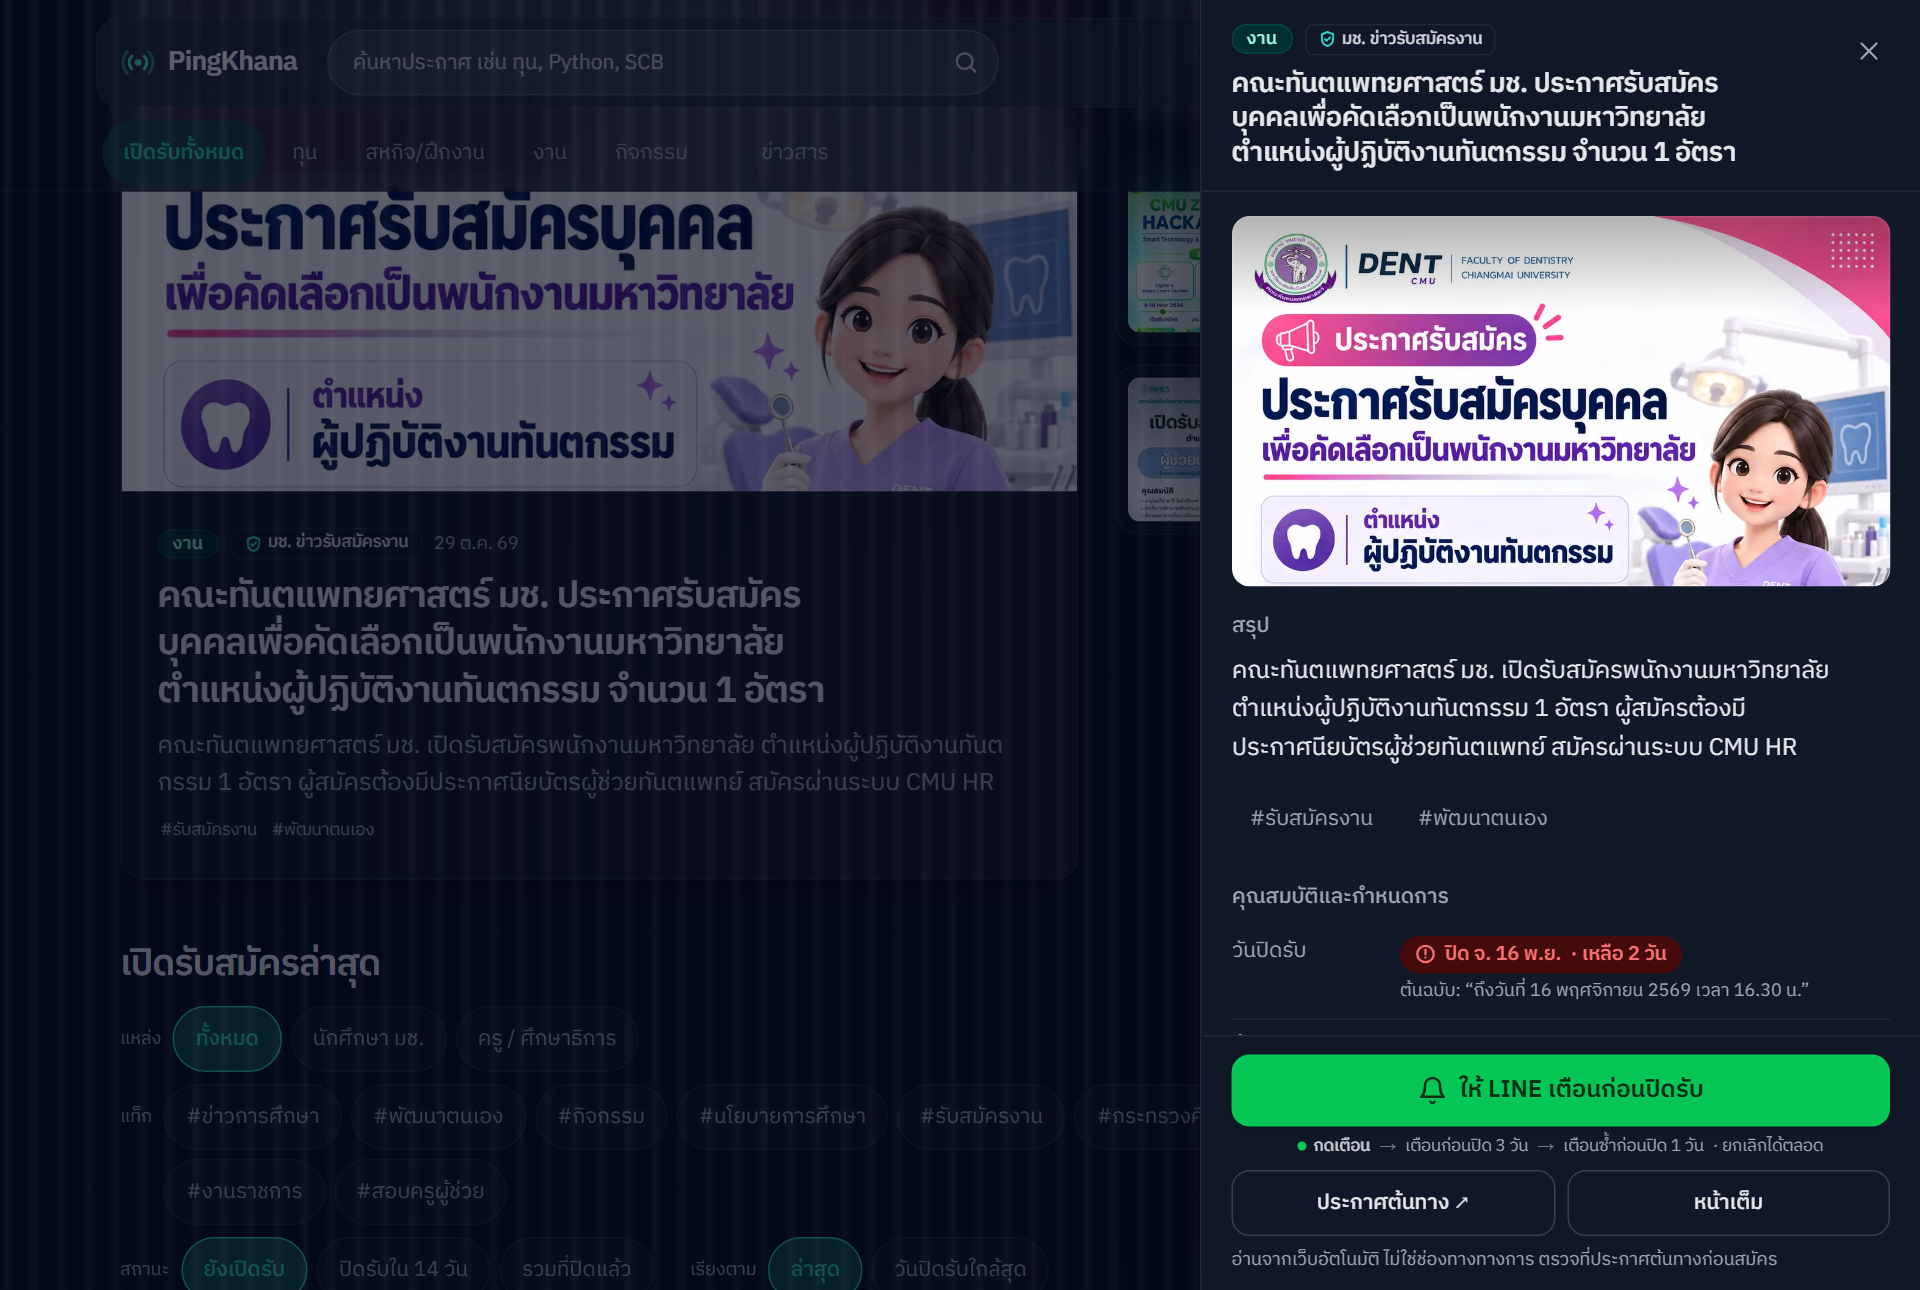 PingKhana
ค้นหาประกาศ เช่น ทุน, Python, SCB
เปิดรับทั้งหมด
ทุน
สหกิจ/ฝึกงาน
งาน
กิจกรรม
ข่าวสาร
ประกาศรับสมัครบุคคล
เพื่อคัดเลือกเป็นพนักงานมหาวิทยาลัย
ตำแหน่ง
ผู้ปฏิบัติงานทันตกรรม
งาน
มช. ข่าวรับสมัครงาน
29 ต.ค. 69
คณะทันตแพทยศาสตร์ มช. ประกาศรับสมัคร
บุคคลเพื่อคัดเลือกเป็นพนักงานมหาวิทยาลัย
ตำแหน่งผู้ปฏิบัติงานทันตกรรม จำนวน 1 อัตรา
คณะทันตแพทยศาสตร์ มช. เปิดรับสมัครพนักงานมหาวิทยาลัย ตำแหน่งผู้ปฏิบัติงานทันต
กรรม 1 อัตรา ผู้สมัครต้องมีประกาศนียบัตรผู้ช่วยทันตแพทย์ สมัครผ่านระบบ CMU HR
#รับสมัครงาน #พัฒนาตนเอง
CMU Z
HACKA
Smart Technology &
9-18 Nov 2026
RIHES
เปิดรับส
คุณสมบัติ
เปิดรับสมัครล่าสุด
แหล่ง
ทั้งหมด
นักศึกษา มช.
ครู / ศึกษาธิการ
แท็ก
#ข่าวการศึกษา
#พัฒนาตนเอง
#กิจกรรม
#นโยบายการศึกษา
#รับสมัครงาน
#กระทรวงศึ
#งานราชการ
#สอบครูผู้ช่วย
สถานะ
ยังเปิดรับ
ปิดรับใน 14 วัน
รวมที่ปิดแล้ว
เรียงตาม
ล่าสุด
วันปิดรับใกล้สุด
งาน
มช. ข่าวรับสมัครงาน
คณะทันตแพทยศาสตร์ มช. ประกาศรับสมัคร
บุคคลเพื่อคัดเลือกเป็นพนักงานมหาวิทยาลัย
ตำแหน่งผู้ปฏิบัติงานทันตกรรม จำนวน 1 อัตรา
DENT
CMU
FACULTY OF DENTISTRY
CHIANGMAI UNIVERSITY
ประกาศรับสมัคร
ประกาศรับสมัครบุคคล
เพื่อคัดเลือกเป็นพนักงานมหาวิทยาลัย
ตำแหน่ง
ผู้ปฏิบัติงานทันตกรรม
สรุป
คณะทันตแพทยศาสตร์ มช. เปิดรับสมัครพนักงานมหาวิทยาลัย
ตำแหน่งผู้ปฏิบัติงานทันตกรรม 1 อัตรา ผู้สมัครต้องมี
ประกาศนียบัตรผู้ช่วยทันตแพทย์ สมัครผ่านระบบ CMU HR
#รับสมัครงาน
#พัฒนาตนเอง
คุณสมบัติและกำหนดการ
วันปิดรับ
ปิด จ. 16 พ.ย. · เหลือ 2 วัน
ต้นฉบับ: “ถึงวันที่ 16 พฤศจิกายน 2569 เวลา 16.30 น.”
ให้ LINE เตือนก่อนปิดรับ
กดเตือน → เตือนก่อนปิด 3 วัน → เตือนซ้ำก่อนปิด 1 วัน · ยกเลิกได้ตลอด
ประกาศต้นทาง ↗
หน้าเต็ม
อ่านจากเว็บอัตโนมัติ ไม่ใช่ช่องทางทางการ ตรวจที่ประกาศต้นทางก่อนสมัคร